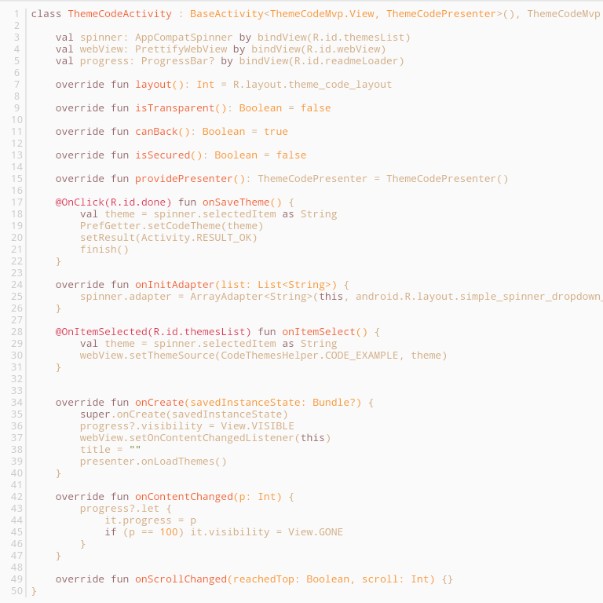 1 class ThemeCodeActivity : BaseActivity<ThemeCodeMvp.View, ThemeCodePresenter>(), ThemeCodeMvp
2
3     val spinner: AppCompatSpinner by bindView(R.id.themesList)
4     val webView: PrettifyWebView by bindView(R.id.webView)
5     val progress: ProgressBar? by bindView(R.id.readmeLoader)
6
7     override fun layout(): Int = R.layout.theme_code_layout
8
9     override fun isTransparent(): Boolean = false
10
11     override fun canBack(): Boolean = true
12
13     override fun isSecured(): Boolean = false
14
15     override fun providePresenter(): ThemeCodePresenter = ThemeCodePresenter()
16
17     @OnClick(R.id.done) fun onSaveTheme() {
18         val theme = spinner.selectedItem as String
19         PrefGetter.setCodeTheme(theme)
20         setResult(Activity.RESULT_OK)
21         finish()
22     }
23
24     override fun onInitAdapter(list: List<String>) {
25         spinner.adapter = ArrayAdapter<String>(this, android.R.layout.simple_spinner_dropdown_
26     }
27
28     @OnItemSelected(R.id.themesList) fun onItemSelect() {
29         val theme = spinner.selectedItem as String
30         webView.setThemeSource(CodeThemesHelper.CODE_EXAMPLE, theme)
31     }
32
33
34     override fun onCreate(savedInstanceState: Bundle?) {
35         super.onCreate(savedInstanceState)
36         progress?.visibility = View.VISIBLE
37         webView.setOnContentChangedListener(this)
38         title = ""
39         presenter.onLoadThemes()
40     }
41
42     override fun onContentChanged(p: Int) {
43         progress?.let {
44             it.progress = p
45             if (p == 100) it.visibility = View.GONE
46         }
47     }
48
49     override fun onScrollChanged(reachedTop: Boolean, scroll: Int) {}
50 }